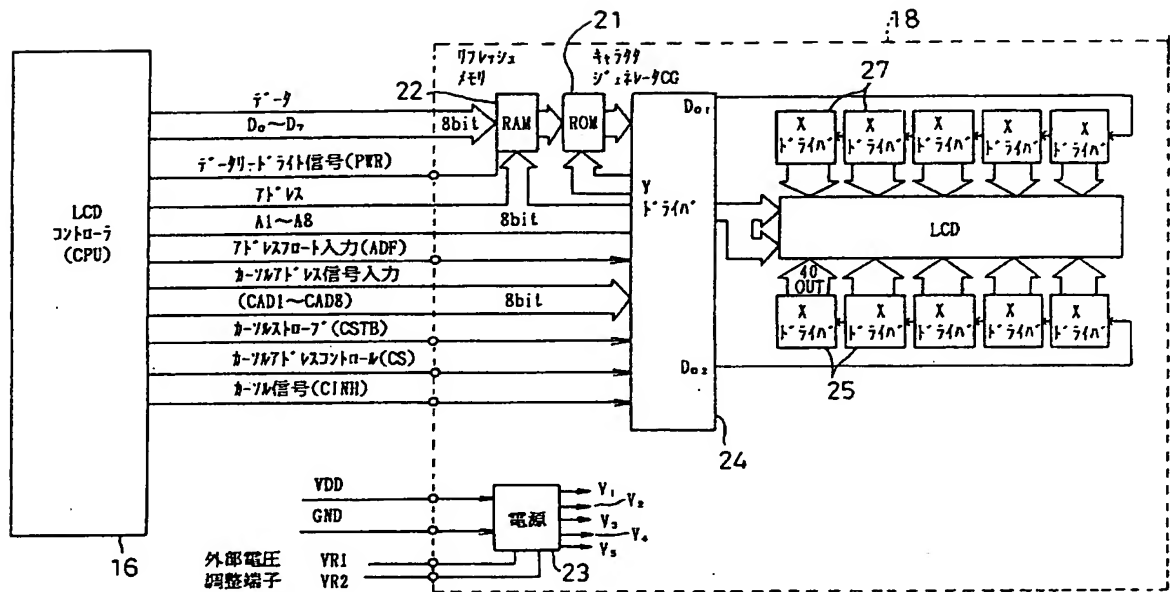 21
18
リフレッシュ
メモリ
キャラクタ
ジェネレータCG
22
27
データ
D₀〜D₇
8bit
RAM
ROM
D₀₁
X
ドライバ
X
ドライバ
X
ドライバ
X
ドライバ
X
ドライバ
データリードライト信号(PWR)
アドレス
A1〜A8
8bit
Y
ドライバ
LCD
コントローラ
(CPU)
LCD
アドレスフロート入力(ADF)
カーソルアドレス信号入力
(CAD1〜CAD8)
8bit
40
OUT
X
ドライバ
X
ドライバ
X
ドライバ
X
ドライバ
X
ドライバ
カーソルストローブ(CSTB)
カーソルアドレスコントロール(CS)
カーソル信号(CINH)
D₀₂
25
24
VDD
GND
電源
V₁
V₂
V₃
V₄
V₅
23
16
外部電圧 VR1
調整端子 VR2